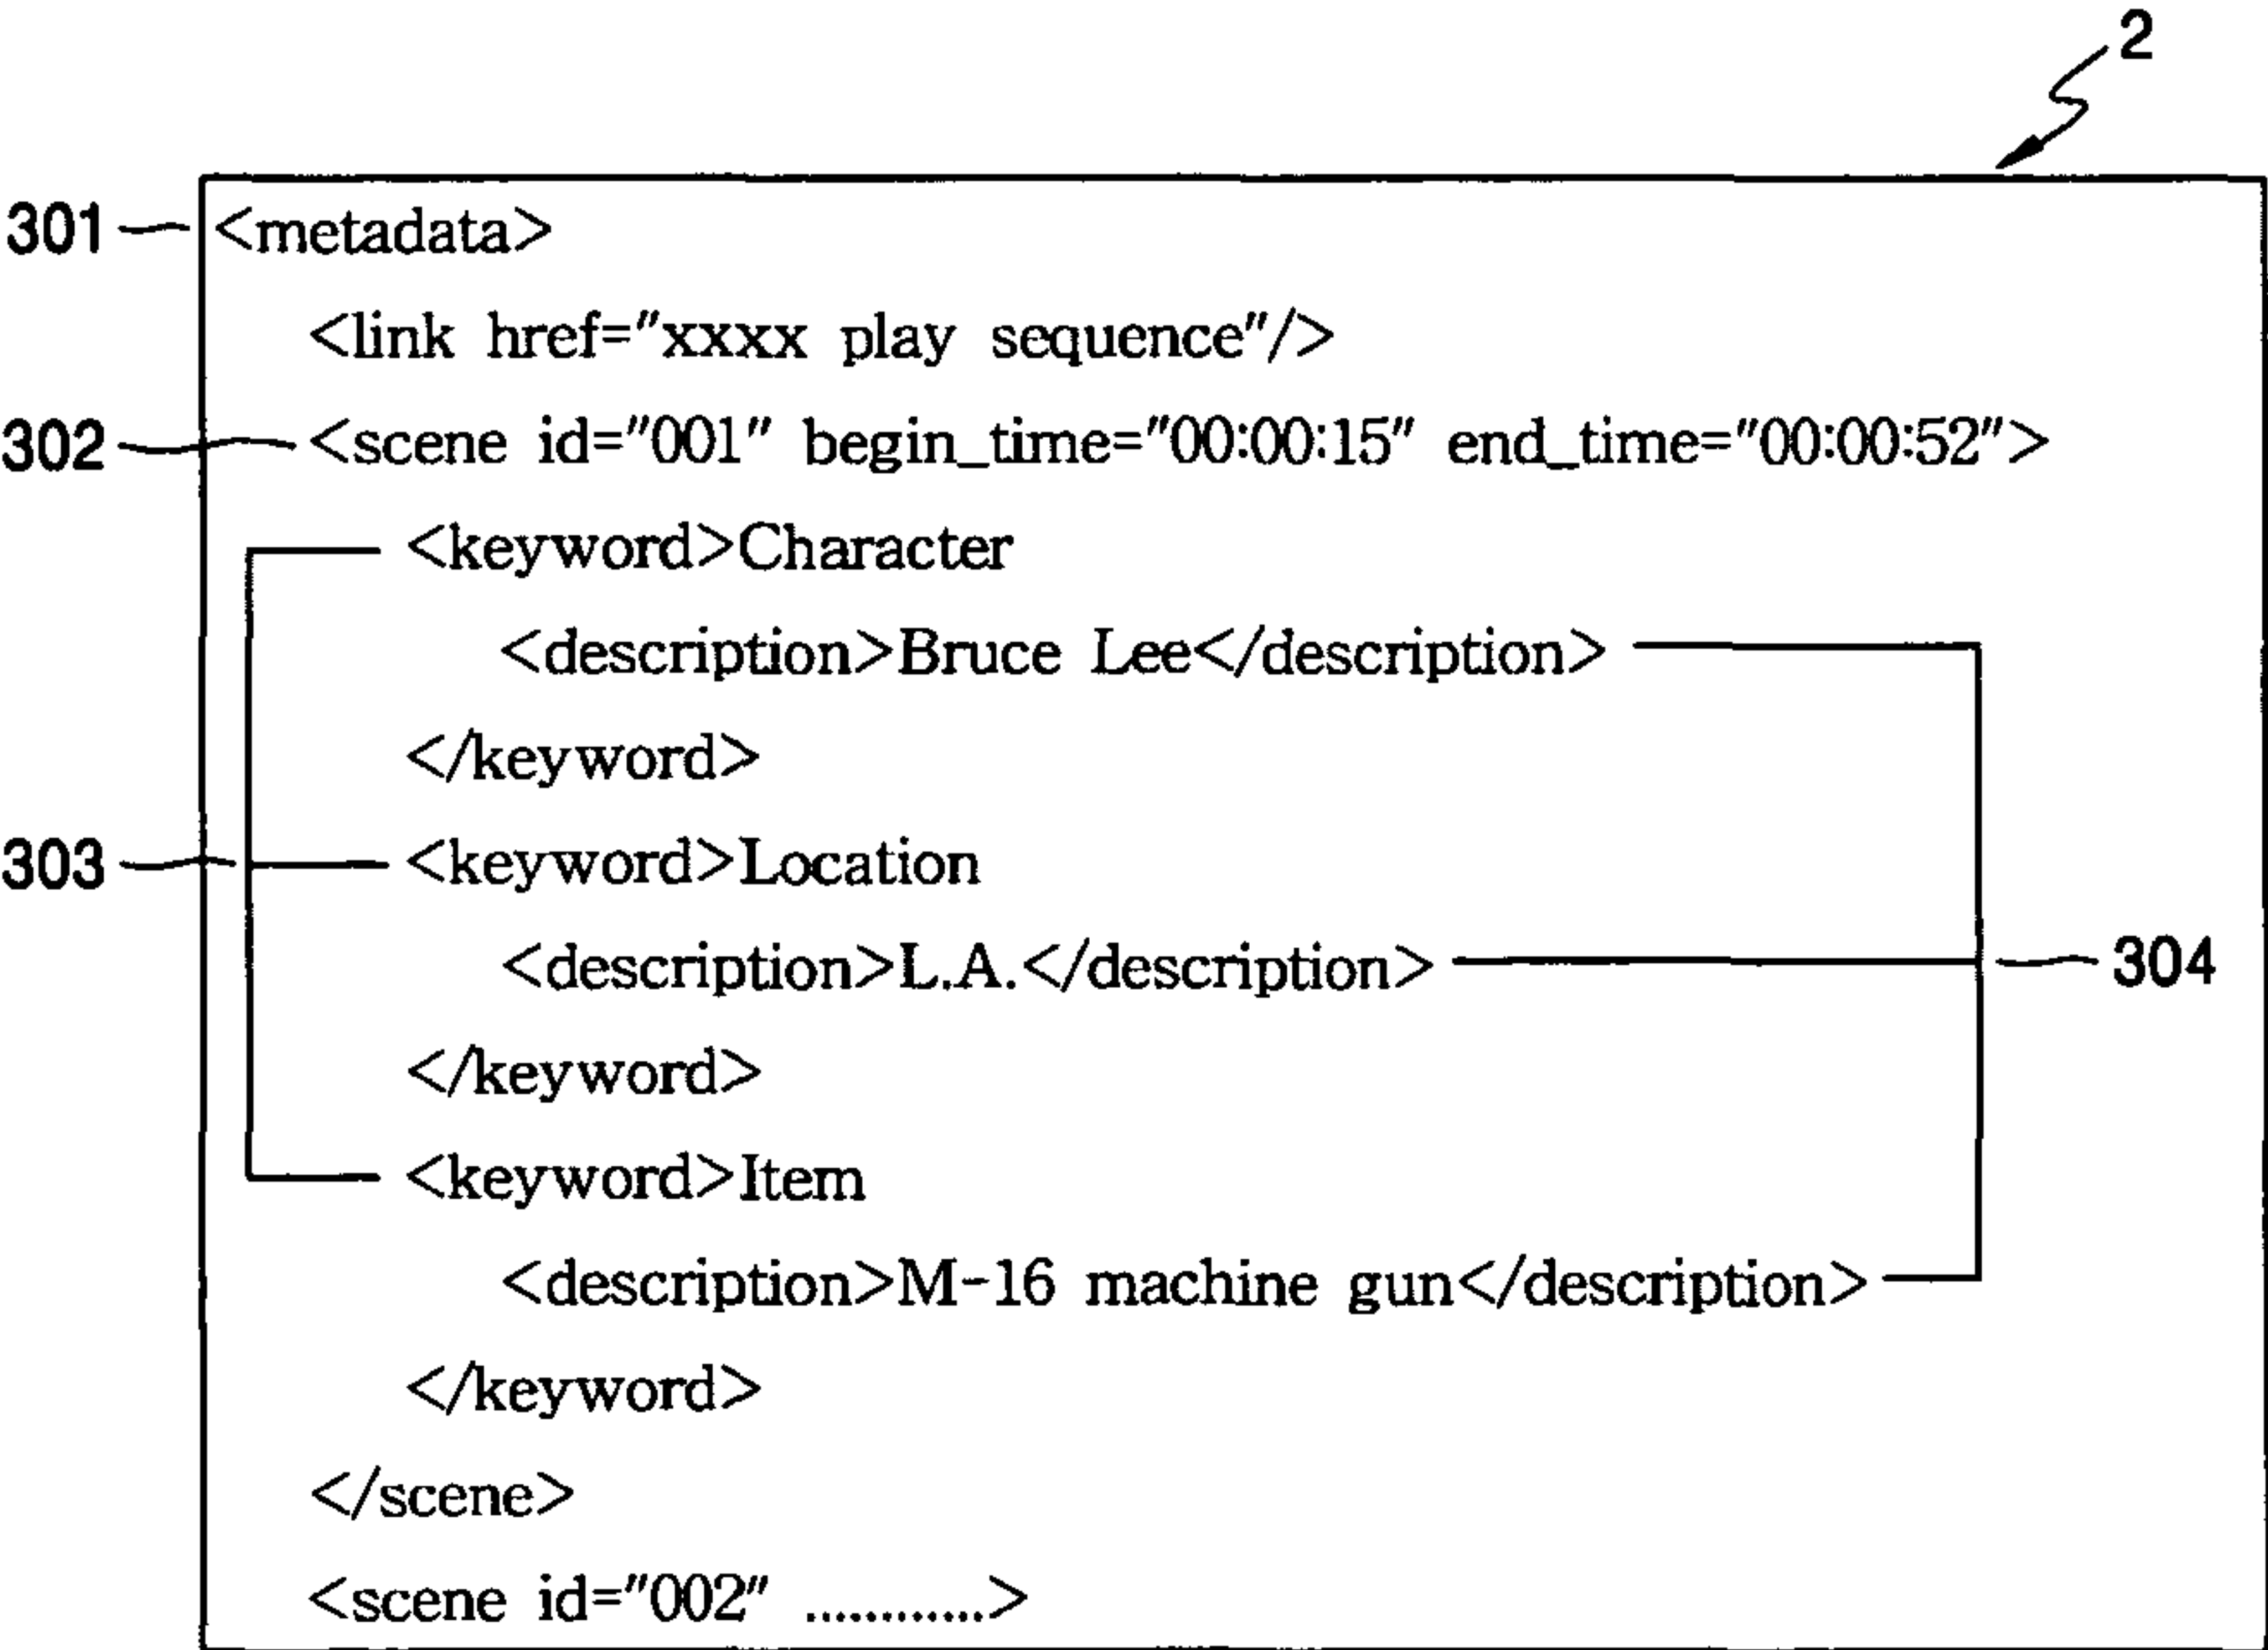 2
301 <metadata>
<link href="xxxx play sequence"/>
302 <scene id="001" begin_time="00:00:15" end_time="00:00:52">
<keyword>Character
<description>Bruce Lee</description>
</keyword>
303 <keyword>Location
<description>L.A.</description> 304
</keyword>
<keyword>Item
<description>M-16 machine gun</description>
</keyword>
</scene>
<scene id="002" ............>